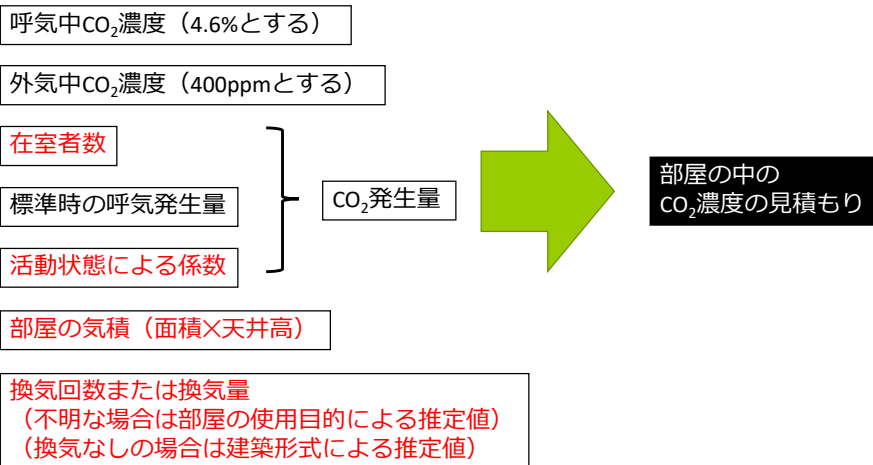 呼気中CO₂濃度（4.6%とする）
外気中CO₂濃度（400ppmとする）
在室者数
標準時の呼気発生量
活動状態による係数
CO₂発生量
部屋の中の
CO₂濃度の見積もり
部屋の気積（面積×天井高）
換気回数または換気量
（不明な場合は部屋の使用目的による推定値）
（換気なしの場合は建築形式による推定値）